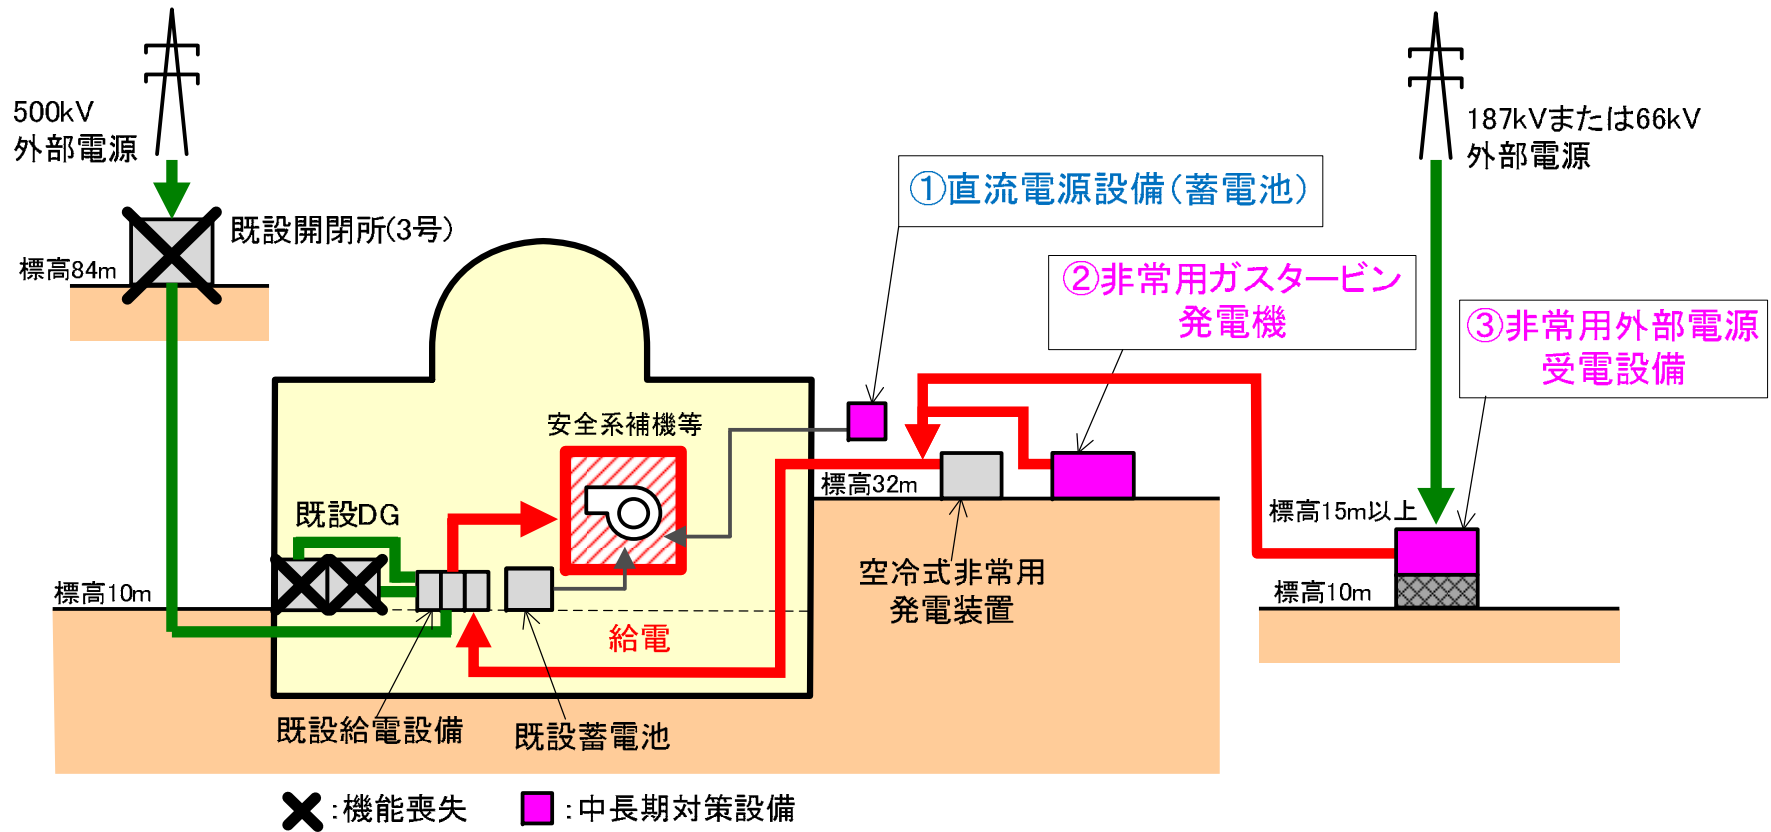 500kV
外部電源
187kVまたは66kV
外部電源
①直流電源設備(蓄電池)
既設開閉所(3号)
標高84m
②非常用ガスタービン
発電機
③非常用外部電源
受電設備
安全系補機等
標高32m
既設DG
標高15m以上
標高10m
空冷式非常用
発電装置
標高10m
給電
既設給電設備
既設蓄電池
:機能喪失
:中長期対策設備